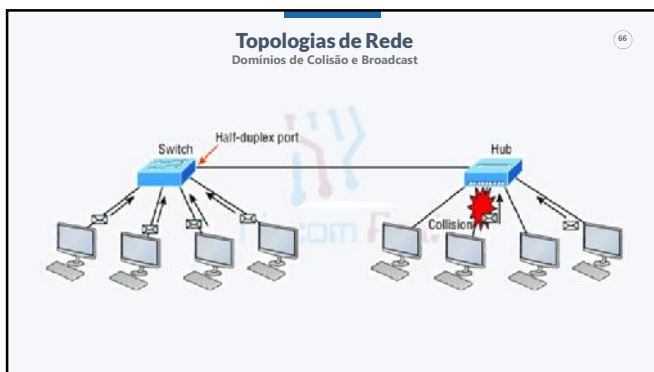 Topologias de Rede
66
Domínios de Colisão e Broadcast
Half-duplex port
Switch
Hub
Collision